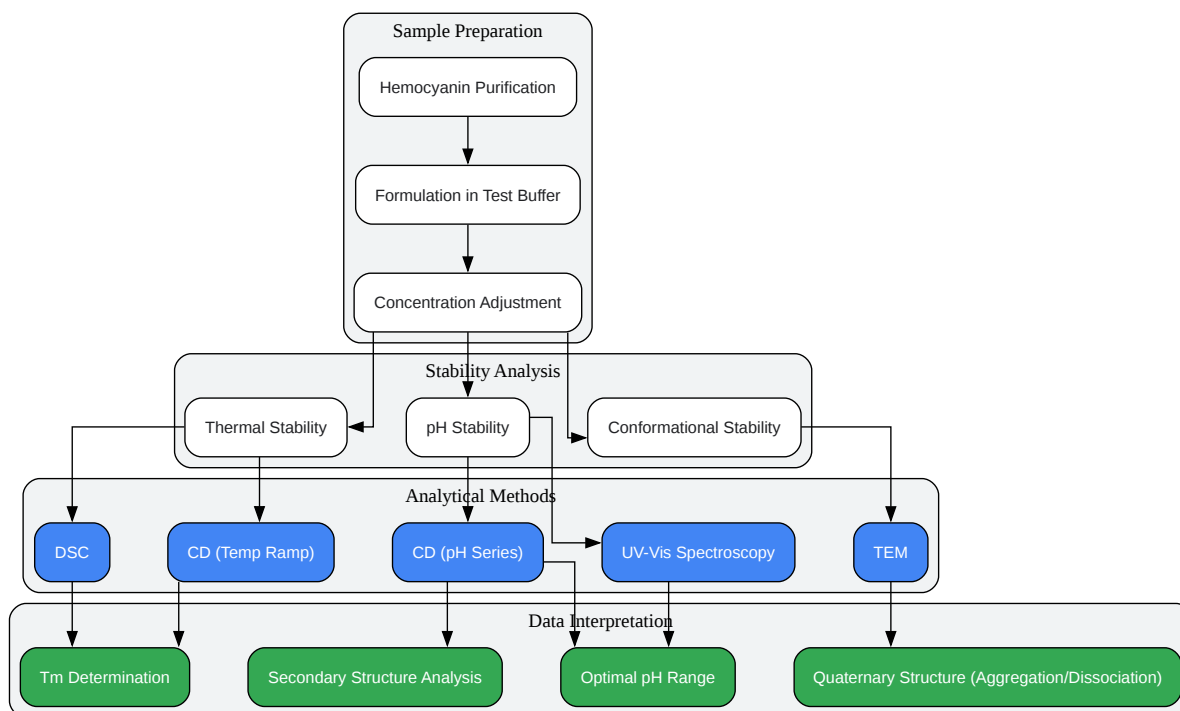 Sample Preparation
Hemocyanin Purification
Formulation in Test Buffer
Concentration Adjustment
Stability Analysis
Thermal Stability
pH Stability
Conformational Stability
Analytical Methods
DSC
CD (Temp Ramp)
CD (pH Series)
UV-Vis Spectroscopy
TEM
Data Interpretation
Tm Determination
Secondary Structure Analysis
Optimal pH Range
Quaternary Structure (Aggregation/Dissociation)